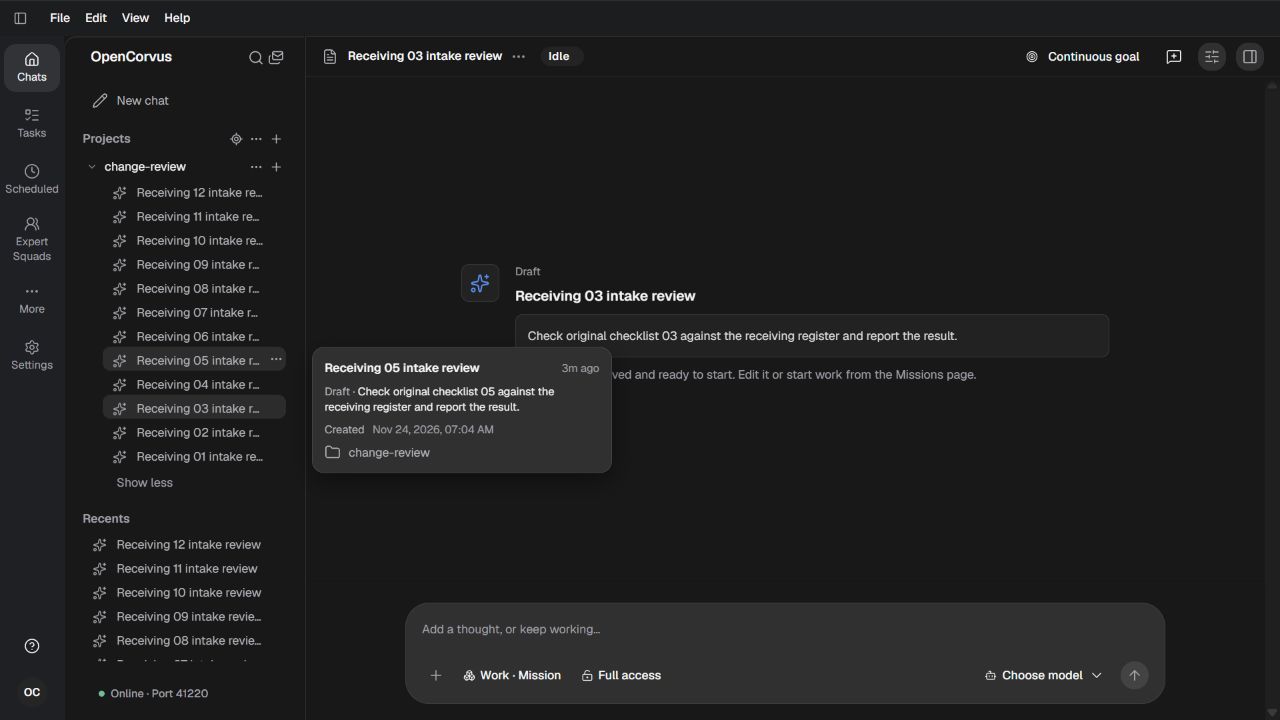 File Edit View Help
OpenCorvus
Chats
Tasks
Scheduled
Expert
Squads
More
Settings
OC
New chat
Projects
change-review
Receiving 12 intake re...
Receiving 11 intake re...
Receiving 10 intake re...
Receiving 09 intake r...
Receiving 08 intake r...
Receiving 07 intake r...
Receiving 06 intake r...
Receiving 05 intake r...
Receiving 04 intake r...
Receiving 03 intake r...
Receiving 02 intake r...
Receiving 01 intake re...
Show less
Recents
Receiving 12 intake review
Receiving 11 intake review
Receiving 10 intake review
Receiving 09 intake revie...
Receiving 08 intake revie...
Online · Port 41220
Receiving 03 intake review
Idle
Continuous goal
Draft
Receiving 03 intake review
Check original checklist 03 against the receiving register and report the result.
and ready to start. Edit it or start work from the Missions page.
Receiving 05 intake review 3m ago
Draft · Check original checklist 05 against the
receiving register and report the result.
Created Nov 24, 2026, 07:04 AM
change-review
Add a thought, or keep working...
Work · Mission
Full access
Choose model